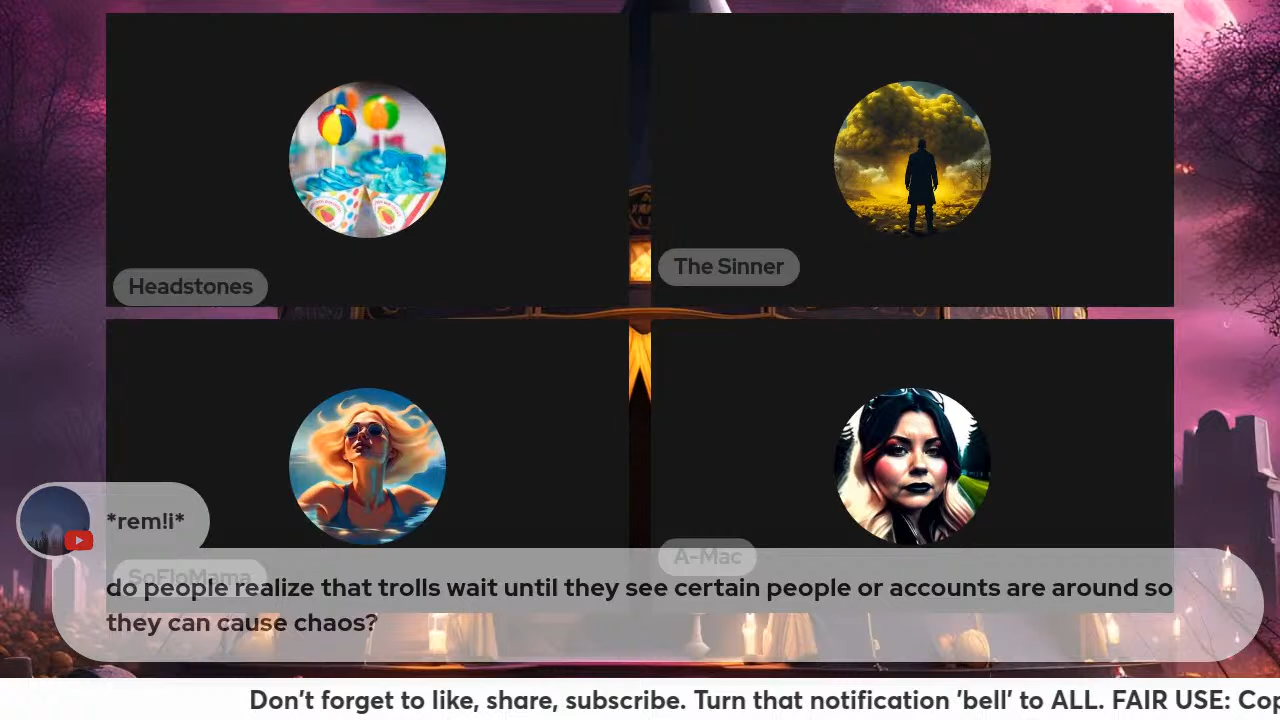 Headstones
The Sinner
*rem!i*
SoFloMama
A-Mac
do people realize that trolls wait until they see certain people or accounts are around so
they can cause chaos?
Don't forget to like, share, subscribe. Turn that notification 'bell' to ALL. FAIR USE: Cop